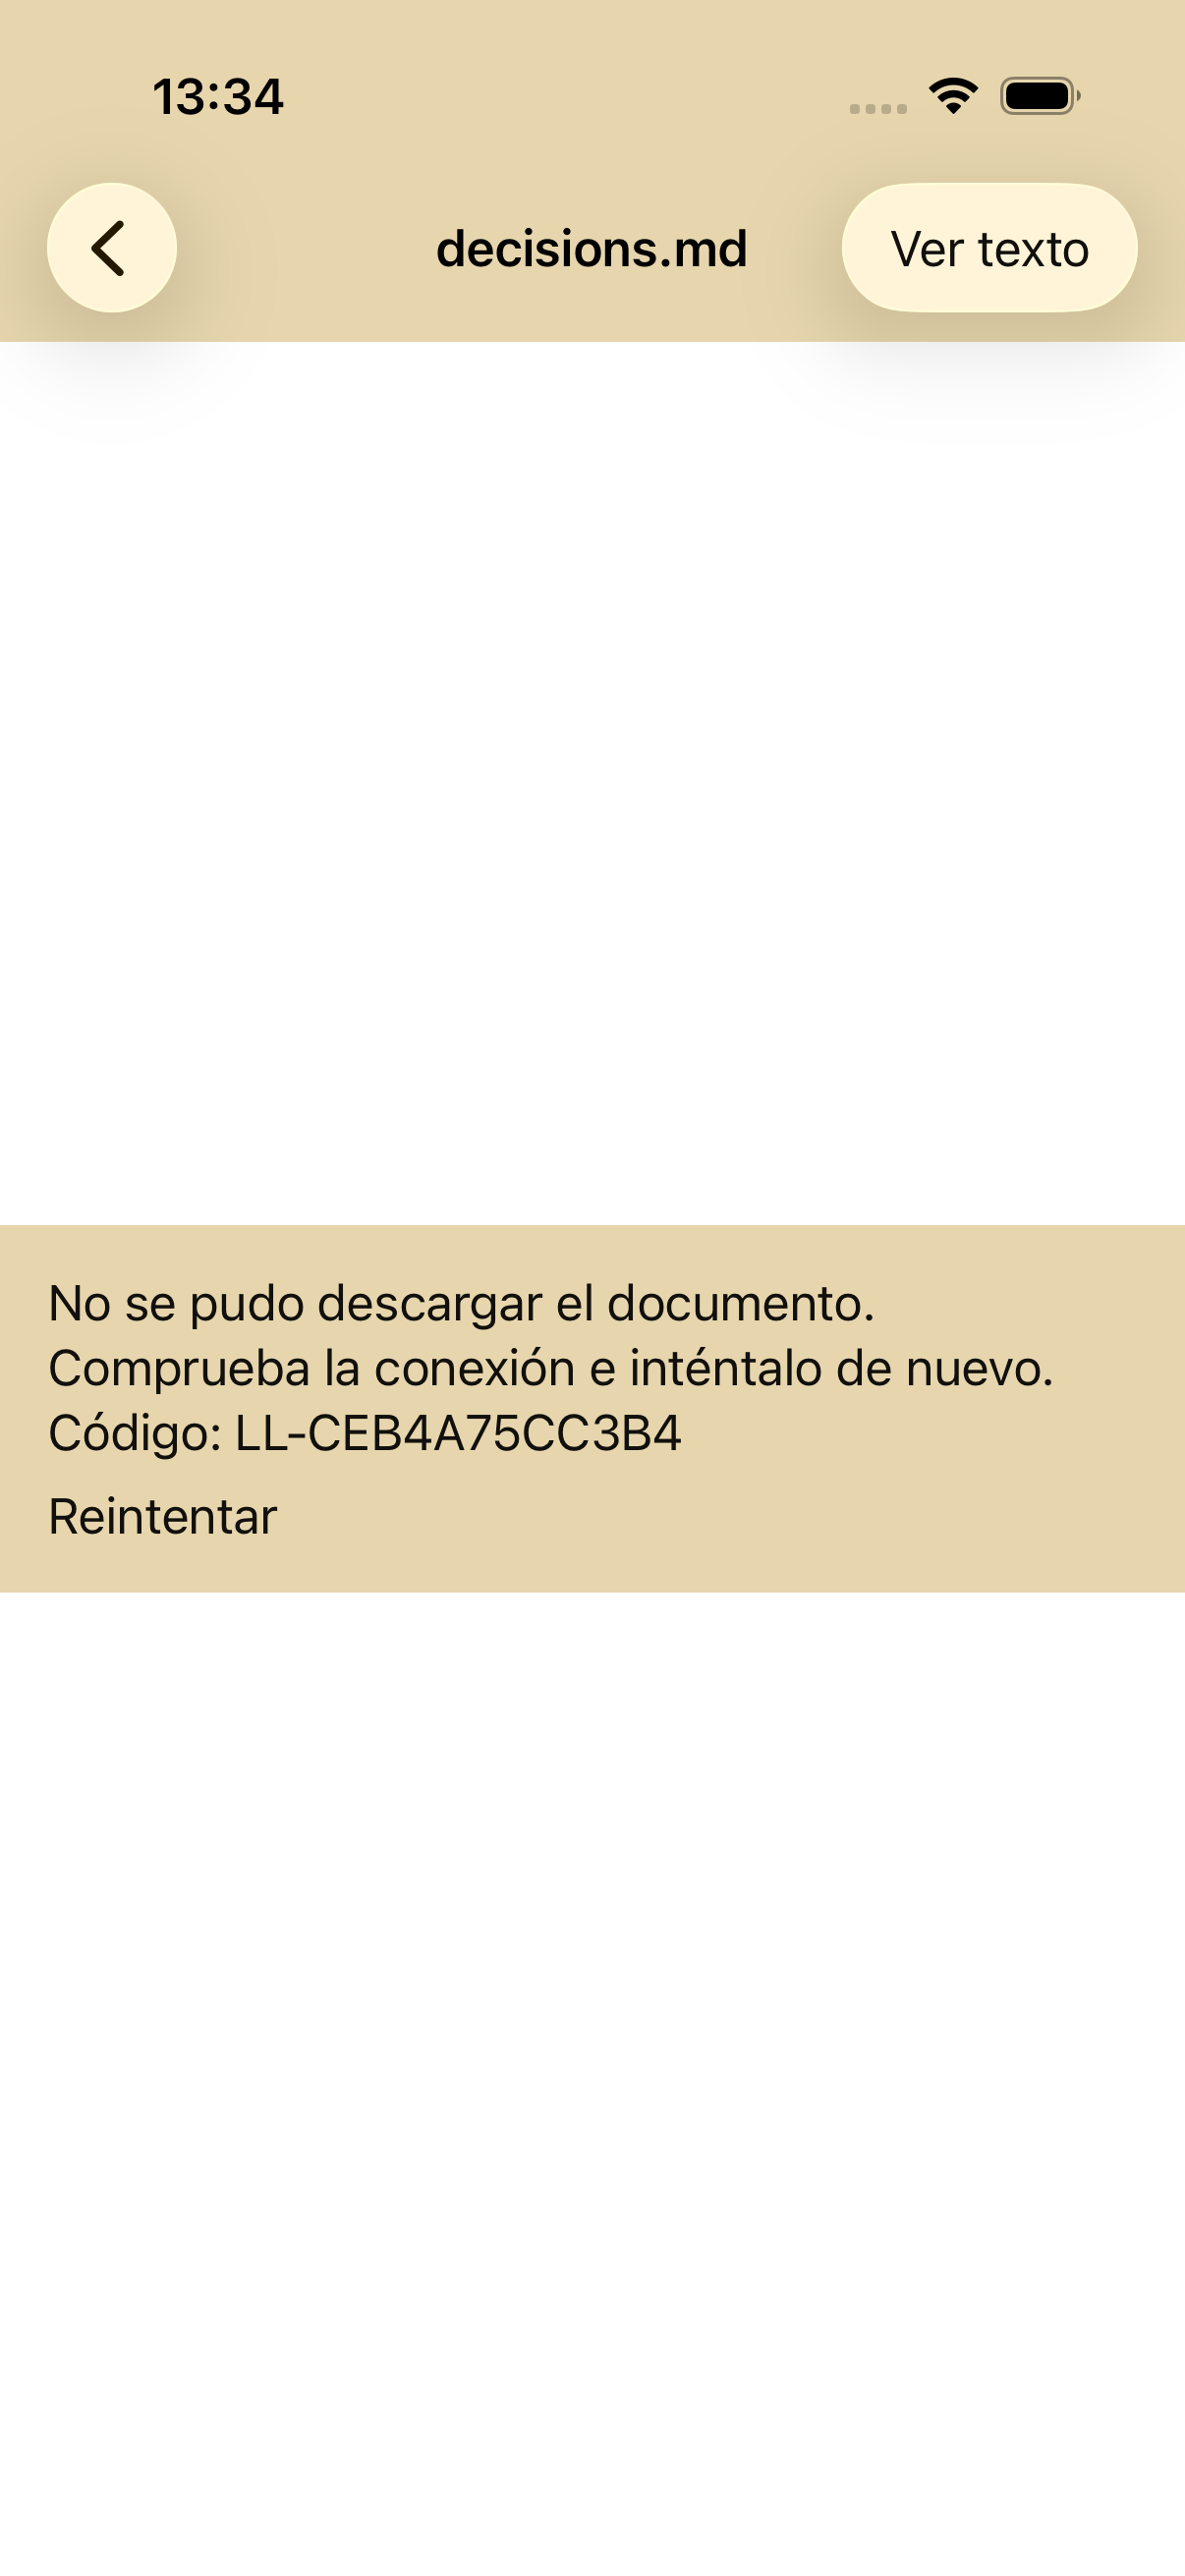 13:34
decisions.md
Ver texto
No se pudo descargar el documento.
Comprueba la conexión e inténtalo de nuevo.
Código: LL-CEB4A75CC3B4
Reintentar